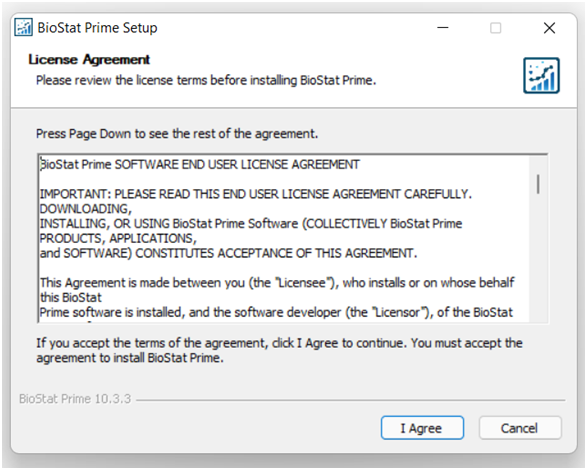 BioStat Prime Setup
License Agreement
Please review the license terms before installing BioStat Prime.
Press Page Down to see the rest of the agreement.
BioStat Prime SOFTWARE END USER LICENSE AGREEMENT
IMPORTANT: PLEASE READ THIS END USER LICENSE AGREEMENT CAREFULLY.
DOWNLOADING,
INSTALLING, OR USING BioStat Prime Software (COLLECTIVELY BioStat Prime
PRODUCTS, APPLICATIONS,
and SOFTWARE) CONSTITUTES ACCEPTANCE OF THIS AGREEMENT.
This Agreement is made between you (the "Licensee"), who installs or on whose behalf
this BioStat
Prime software is installed, and the software developer (the "Licensor"), of the BioStat
If you accept the terms of the agreement, click I Agree to continue. You must accept the
agreement to install BioStat Prime.
BioStat Prime 10.3.3
I Agree
Cancel